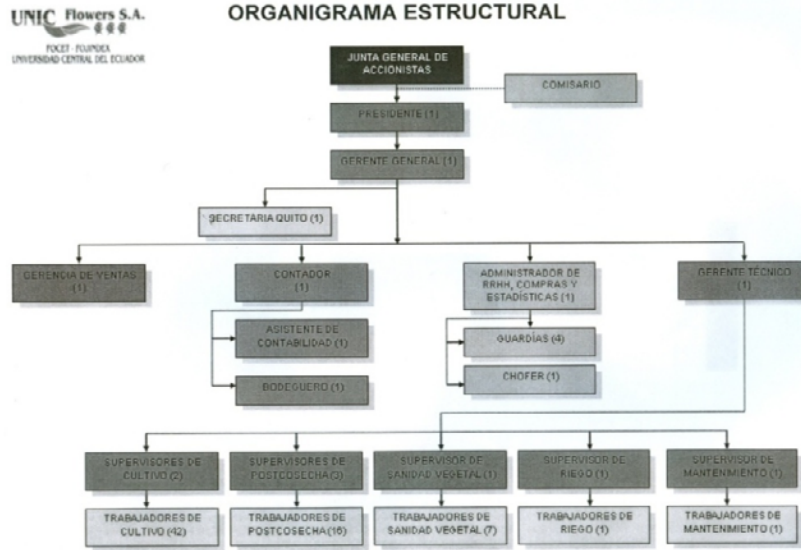 UNIC Flowers S.A.
FOCET - FOJINDEX
UNIVERSIDAD CENTRAL DEL ECUADOR
ORGANIGRAMA ESTRUCTURAL
JUNTA GENERAL DE
ACCIONISTAS
COMISARIO
PRESIDENTE (1)
GERENTE GENERAL (1)
SECRETARIA QUITO (1)
GERENCIA DE VENTAS
(1)
CONTADOR
(1)
ADMINISTRADOR DE
RRHH, COMPRAS Y
ESTADÍSTICAS (1)
GERENTE TÉCNICO
(1)
ASISTENTE DE
CONTABILIDAD (1)
GUARDÍAS (4)
BODEGUERO (1)
CHOFER (1)
SUPERVISORES DE
CULTIVO (2)
SUPERVISORES DE
POSTCOSECHA (3)
SUPERVISOR DE
SANIDAD VEGETAL (1)
SUPERVISOR DE
RIEGO (1)
SUPERVISOR DE
MANTENIMIENTO (1)
TRABAJADORES DE
CULTIVO (42)
TRABAJADORES DE
POSTCOSECHA (16)
TRABAJADORES DE
SANIDAD VEGETAL (7)
TRABAJADORES DE
RIEGO (1)
TRABAJADORES DE
MANTENIMIENTO (1)